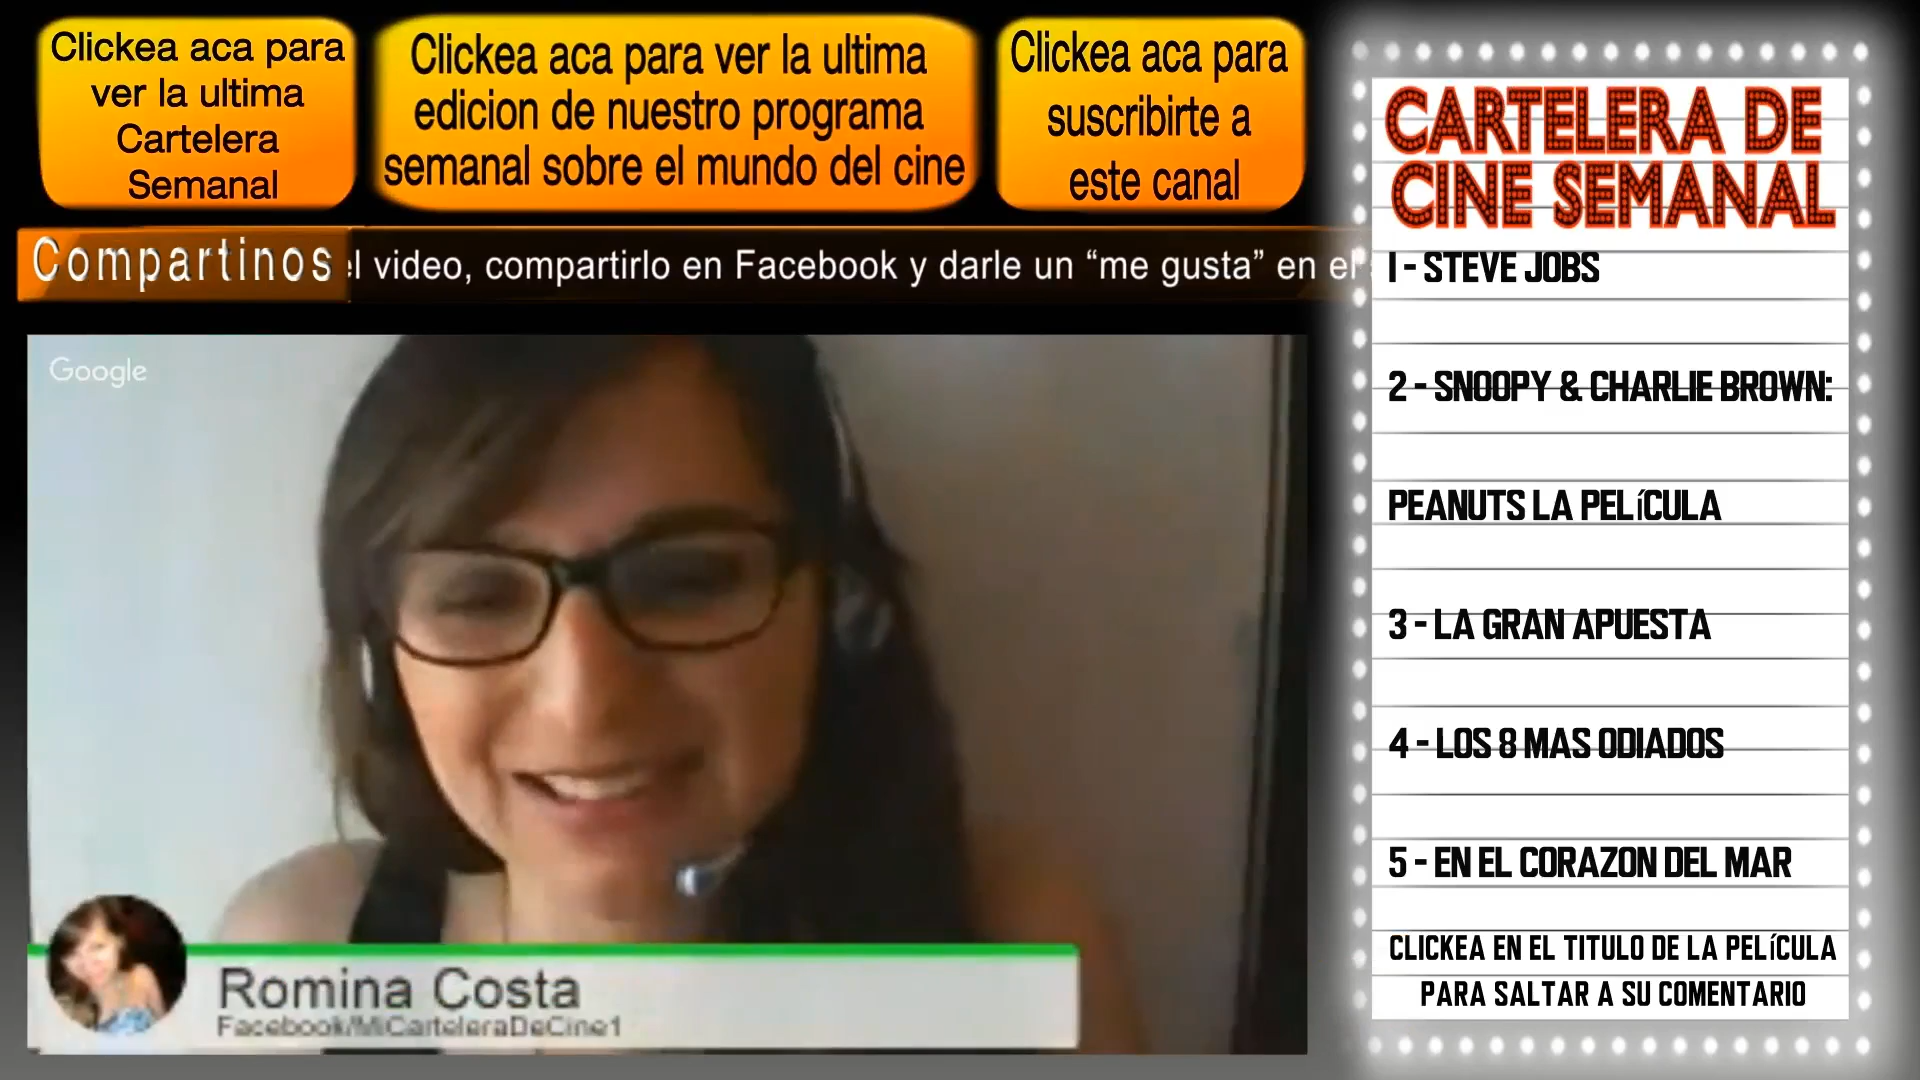 Clickea aca para
ver la ultima
Cartelera
Semanal
Clickea aca para ver la ultima
edicion de nuestro programa
semanal sobre el mundo del cine
Clickea aca para
suscribirte a
este canal
Compartinos
el video, compartirlo en Facebook y darle un “me gusta” en el
Google
Romina Costa
Facebook/MiCarteleraDeCine1
CARTELERA DE
CINE SEMANAL
1 - STEVE JOBS
2 - SNOOPY & CHARLIE BROWN:
PEANUTS LA PELíCULA
3 - LA GRAN APUESTA
4 - LOS 8 MAS ODIADOS
5 - EN EL CORAZON DEL MAR
CLICKEA EN EL TITULO DE LA PELíCULA
PARA SALTAR A SU COMENTARIO